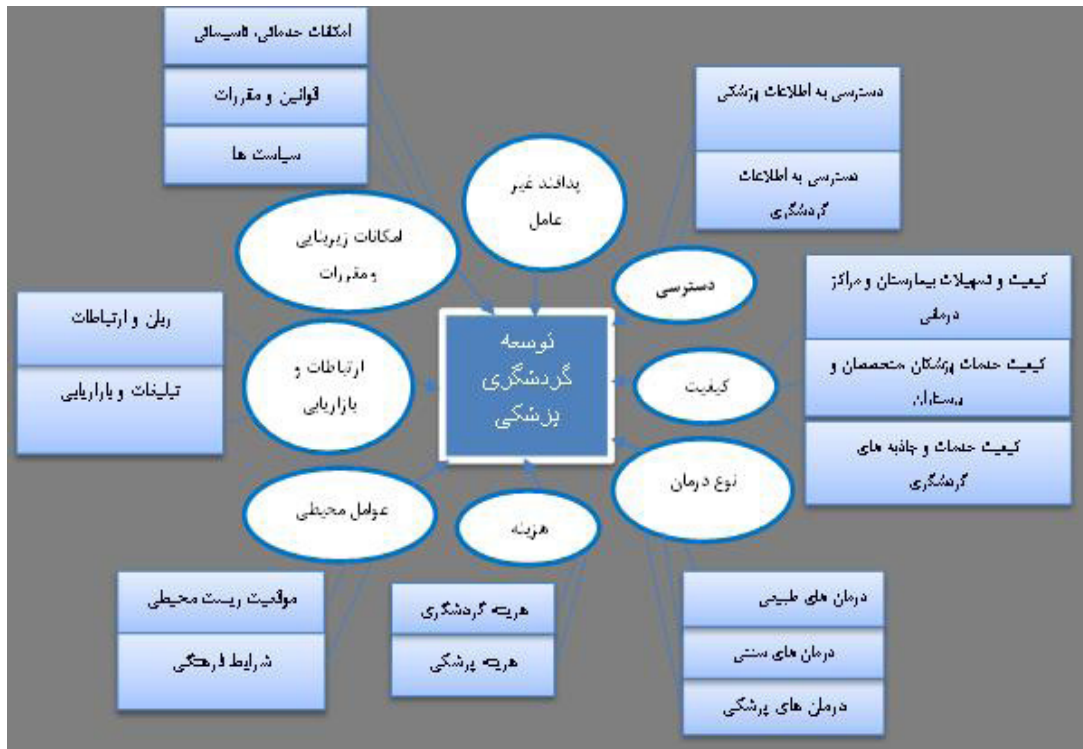 امکانات خدماتی، تاسیساتی
قوانین و مقررات
سیاست ها
دسترسی به اطلاعات پزشکی
دسترسی به اطلاعات
گردشگری
پدافند غیر
عامل
امکانات زیربنایی
و مقررات
دسترسی
کیفیت و تسهیلات بیمارستان و مراکز
درمانی
کیفیت خدمات پزشکان متخصصان و
پرستاران
کیفیت خدمات و جاذبه های
گردشگری
زبان و ارتباطات
تبلیغات و بازاریابی
ارتباطات و
بازاریابی
توسعه
گردشگری
پزشکی
کیفیت
نوع درمان
عوامل محیطی
هزینه
موقعیت زیست محیطی
شرایط فرهنگی
هزینه گردشگری
هزینه پزشکی
درمان های طبیعی
درمان های سنتی
درمان های پزشکی